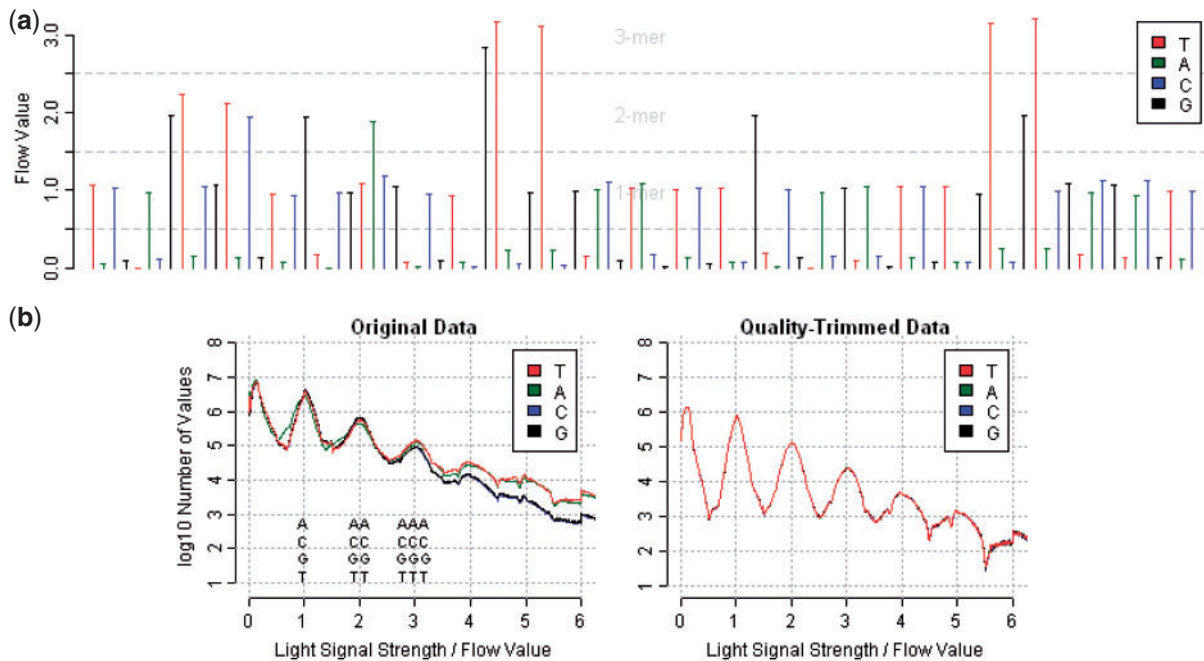 (a)
Flow Value
3.0
2.0
1.0
0.0
3-mer
2-mer
1-mer
T
A
C
G
(b)
Original Data
log10 Number of Values
8
7
6
5
4
3
2
1
T
A
C
G
A AA AAA
C CC CCC
G GG GGG
T TT TTT
0 1 2 3 4 5 6
Light Signal Strength / Flow Value
Quality-Trimmed Data
8
7
6
5
4
3
2
1
T
A
C
G
0 1 2 3 4 5 6
Light Signal Strength / Flow Value